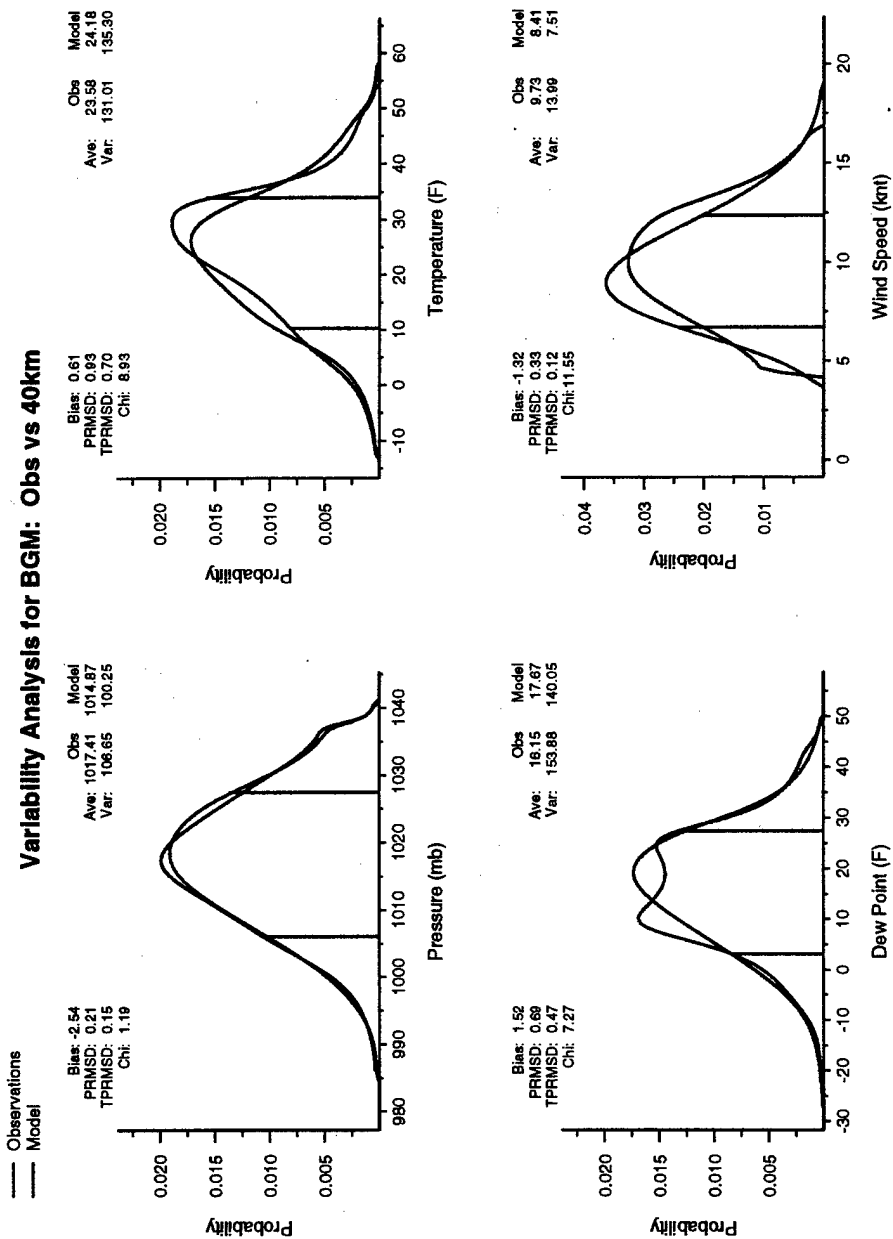 Observations
Model
Variability Analysis for BGM: Obs vs 40km
Bias: -2.54
PRMSD: 0.21
TPRMSD: 0.15
Chi: 1.19
Obs Model
Ave: 1017.41 1014.87
Var: 106.65 100.25
Probability
0.020
0.015
0.010
0.005
980 990 1000 1010 1020 1030 1040
Pressure (mb)
Bias: 0.61
PRMSD: 0.93
TPRMSD: 0.70
Chi: 8.93
Obs Model
Ave: 23.58 24.18
Var: 131.01 135.30
Probability
0.020
0.015
0.010
0.005
-10 0 10 20 30 40 50 60
Temperature (F)
Bias: 1.52
PRMSD: 0.69
TPRMSD: 0.47
Chi: 7.27
Obs Model
Ave: 16.15 17.67
Var: 153.88 140.05
Probability
0.020
0.015
0.010
0.005
-30 -20 -10 0 10 20 30 40 50
Dew Point (F)
Bias: -1.32
PRMSD: 0.33
TPRMSD: 0.12
Chi: 11.55
Obs Model
Ave: 9.73 8.41
Var: 13.99 7.51
Probability
0.04
0.03
0.02
0.01
0 5 10 15 20
Wind Speed (knt)